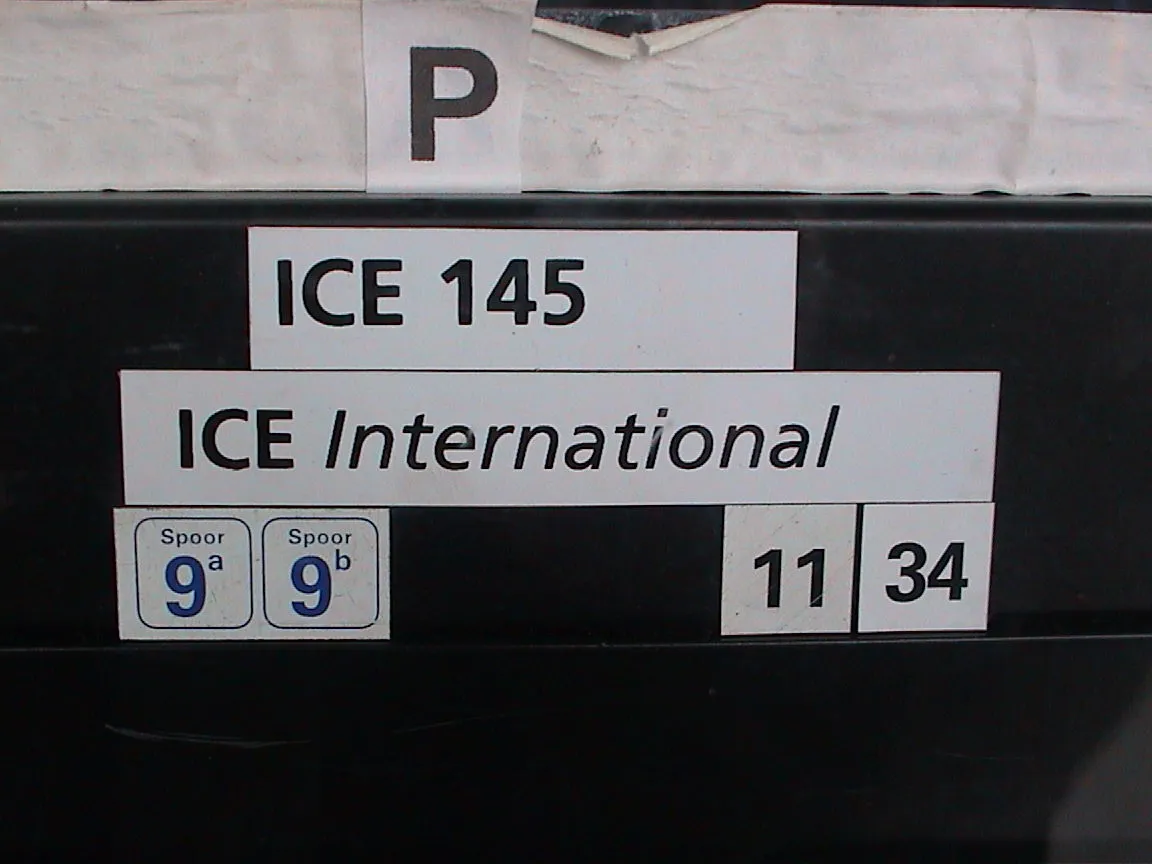 P
ICE 145
ICE International
Spoor Spoor
9a 9b 11 34